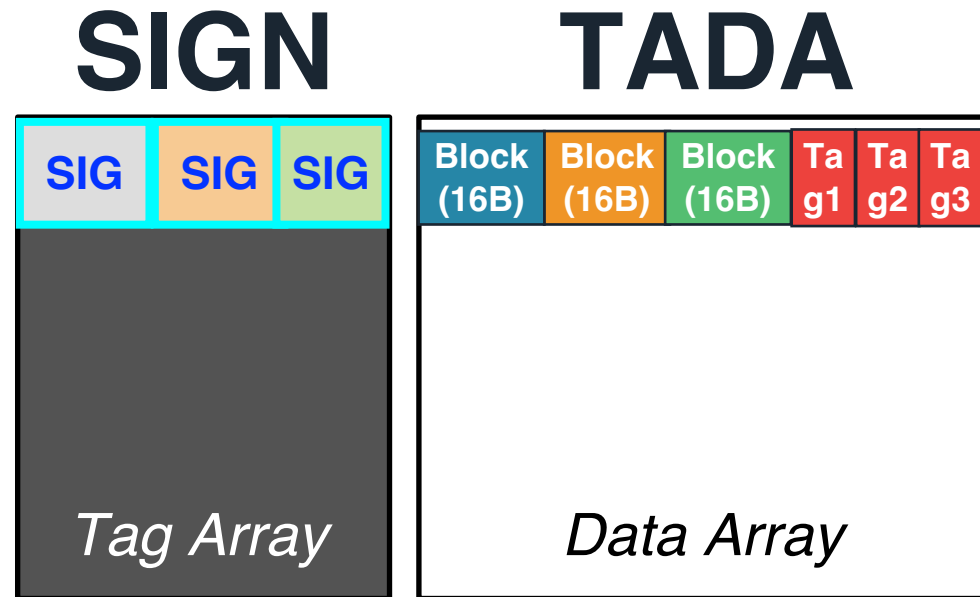 SIGN TADA
SIG SIG SIG
Block Block Block Ta Ta Ta
(16B) (16B) (16B) g1 g2 g3
Tag Array Data Array